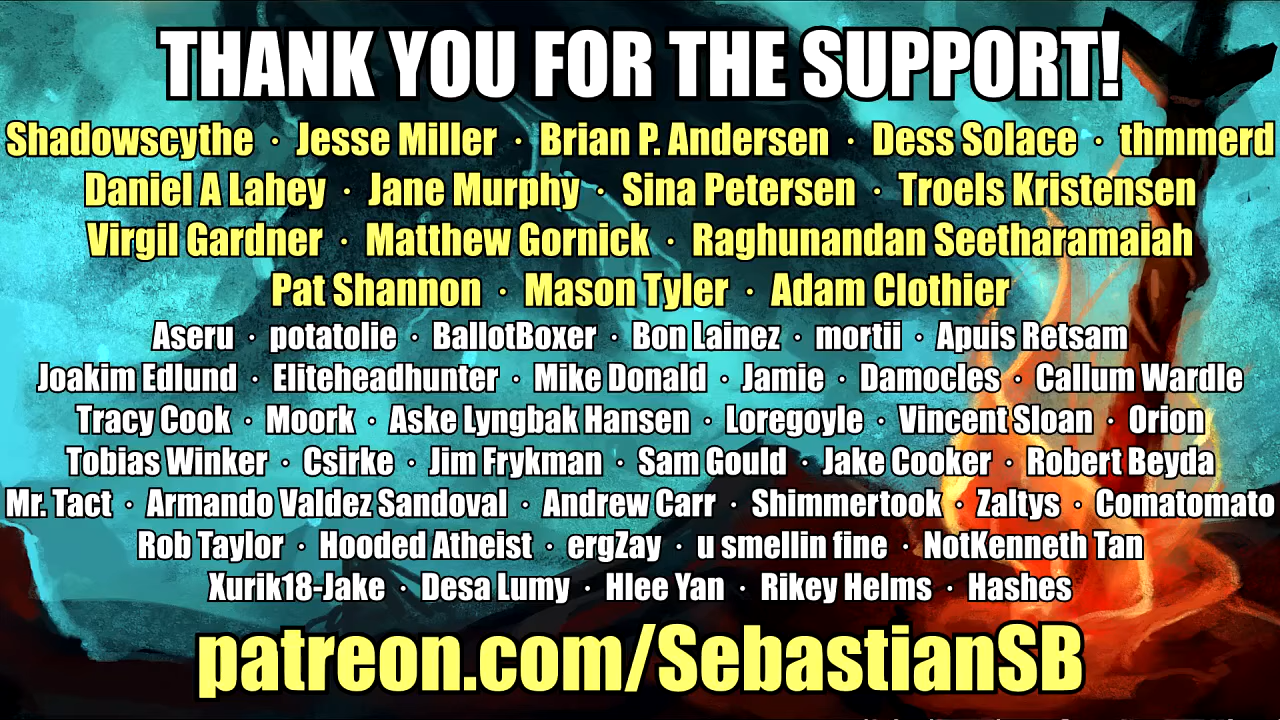 THANK YOU FOR THE SUPPORT!
Shadowscythe · Jesse Miller · Brian P. Andersen · Dess Solace · thmmerd
Daniel A Lahey · Jane Murphy · Sina Petersen · Troels Kristensen
Virgil Gardner · Matthew Gornick · Raghunandan Seetharamaiah
Pat Shannon · Mason Tyler · Adam Clothier
Aseru · potatolie · BallotBoxer · Bon Lainez · mortii · Apuis Retsam
Joakim Edlund · Eliteheadhunter · Mike Donald · Jamie · Damocles · Callum Wardle
Tracy Cook · Moork · Aske Lyngbak Hansen · Loregoyle · Vincent Sloan · Orion
Tobias Winker · Csirke · Jim Frykman · Sam Gould · Jake Cooker · Robert Beyda
Mr. Tact · Armando Valdez Sandoval · Andrew Carr · Shimmertook · Zaltys · Comatomato
Rob Taylor · Hooded Atheist · ergZay · u smellin fine · NotKenneth Tan
Xurik18-Jake · Desa Lumy · Hlee Yan · Rikey Helms · Hashes
patreon.com/SebastianSB